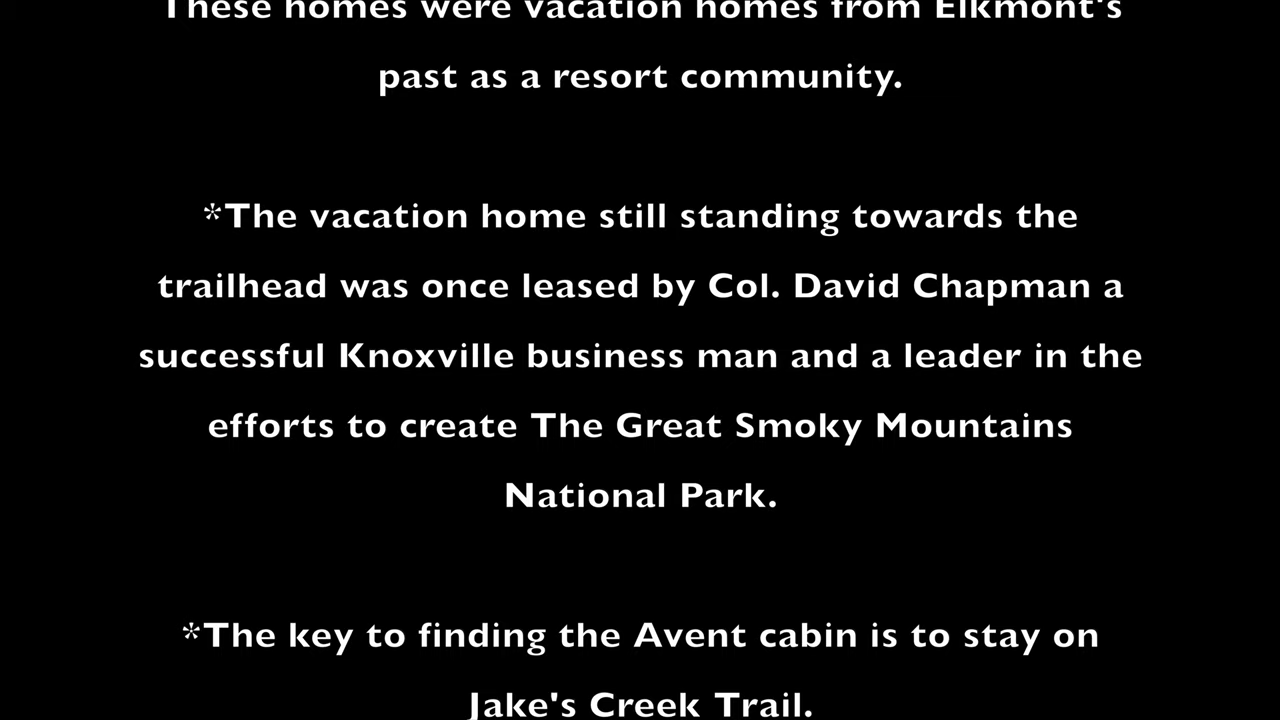 These homes were vacation homes from Elkmont's
past as a resort community.
*The vacation home still standing towards the
trailhead was once leased by Col. David Chapman a
successful Knoxville business man and a leader in the
efforts to create The Great Smoky Mountains
National Park.
*The key to finding the Avent cabin is to stay on
Jake's Creek Trail.